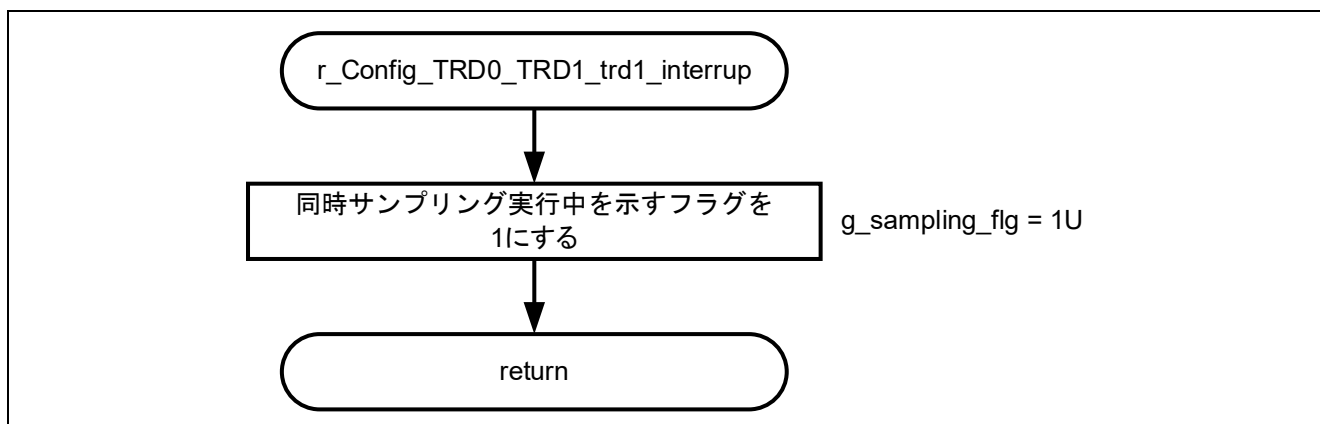 r_Config_TRD0_TRD1_trd1_interrup
同時サンプリング実行中を示すフラグを
1にする
g_sampling_flg = 1U
return